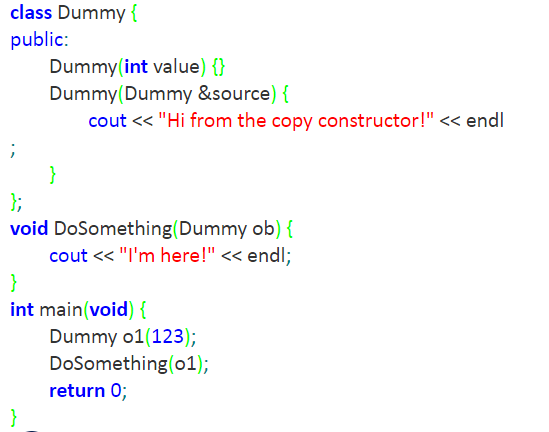 class Dummy {
public:
    Dummy(int value) {}
    Dummy(Dummy &source) {
        cout << "Hi from the copy constructor!" << endl
;
    }
};
void DoSomething(Dummy ob) {
    cout << "I'm here!" << endl;
}
int main(void) {
    Dummy o1(123);
    DoSomething(o1);
    return 0;
}